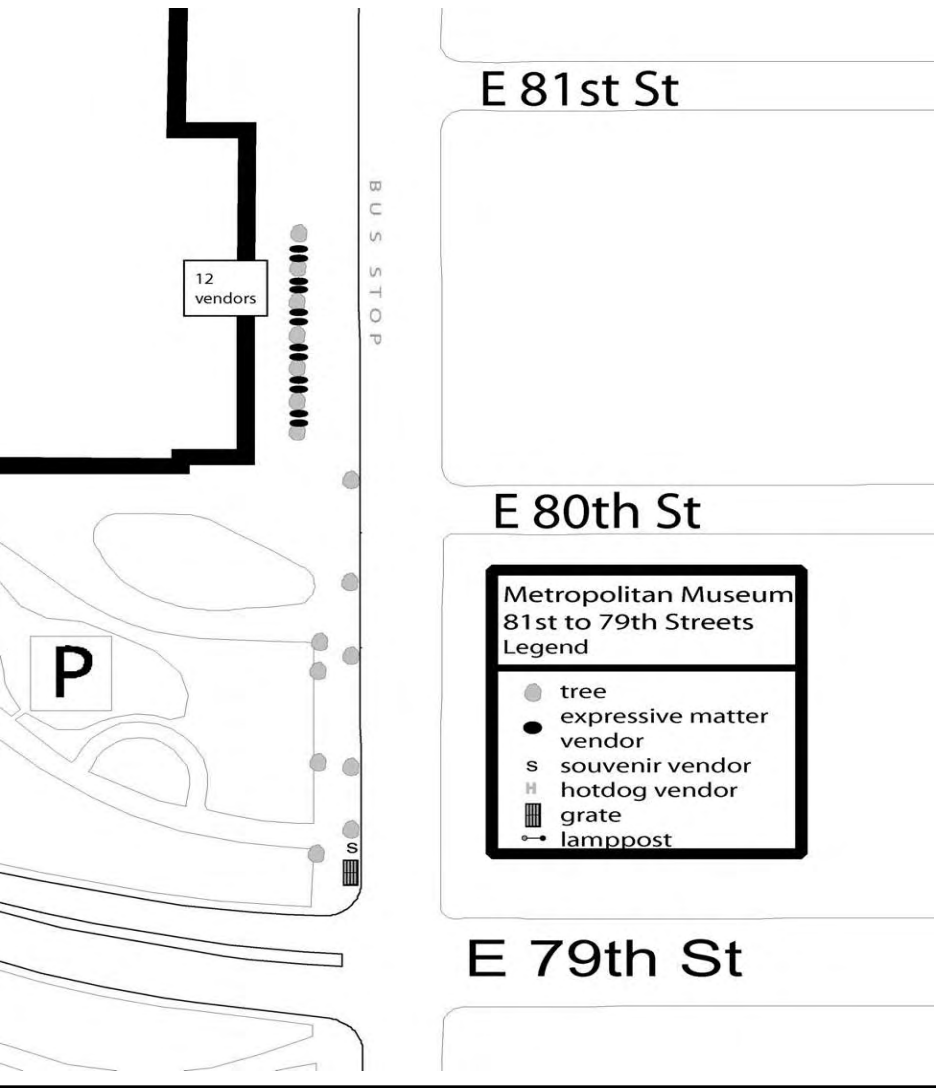 E 81st St
BUS STOP
12
vendors
E 80th St
Metropolitan Museum
81st to 79th Streets
Legend
tree
expressive matter
vendor
s souvenir vendor
H hotdog vendor
grate
lamppost
P
s
E 79th St